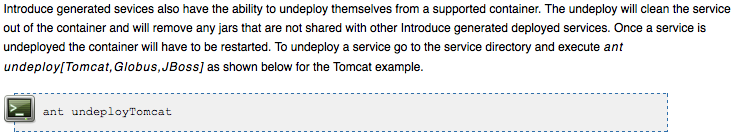 Introduce generated sevices also have the ability to undeploy themselves from a supported container. The undeploy will clean the service
out of the container and will remove any jars that are not shared with other Introduce generated deployed services. Once a service is
undeployed the container will have to be restarted. To undeploy a service go to the service directory and execute ant
undeploy[Tomcat,Globus,JBoss] as shown below for the Tomcat example.
ant undeployTomcat